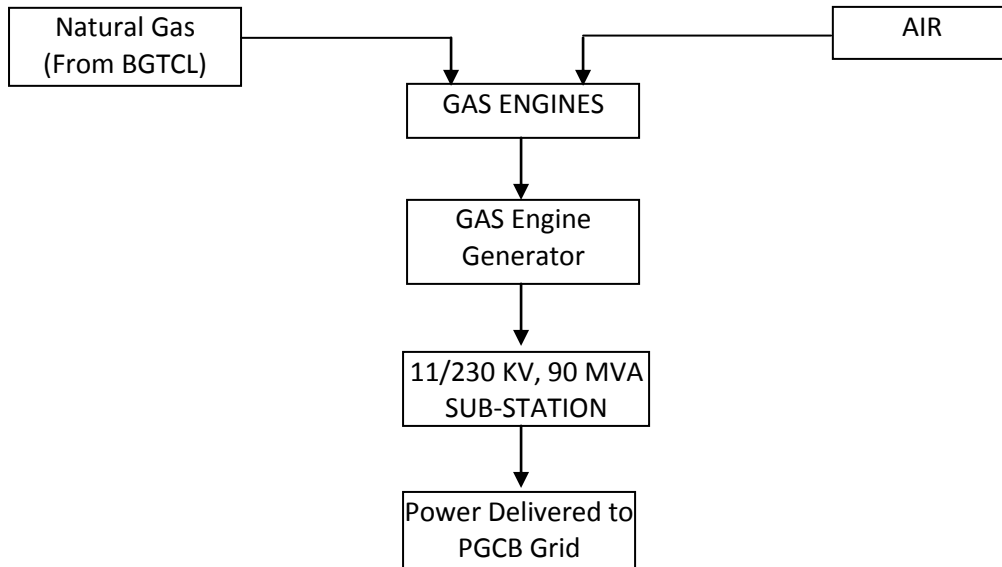 Natural Gas
(From BGTCL)
AIR
GAS ENGINES
GAS Engine
Generator
11/230 KV, 90 MVA
SUB-STATION
Power Delivered to
PGCB Grid